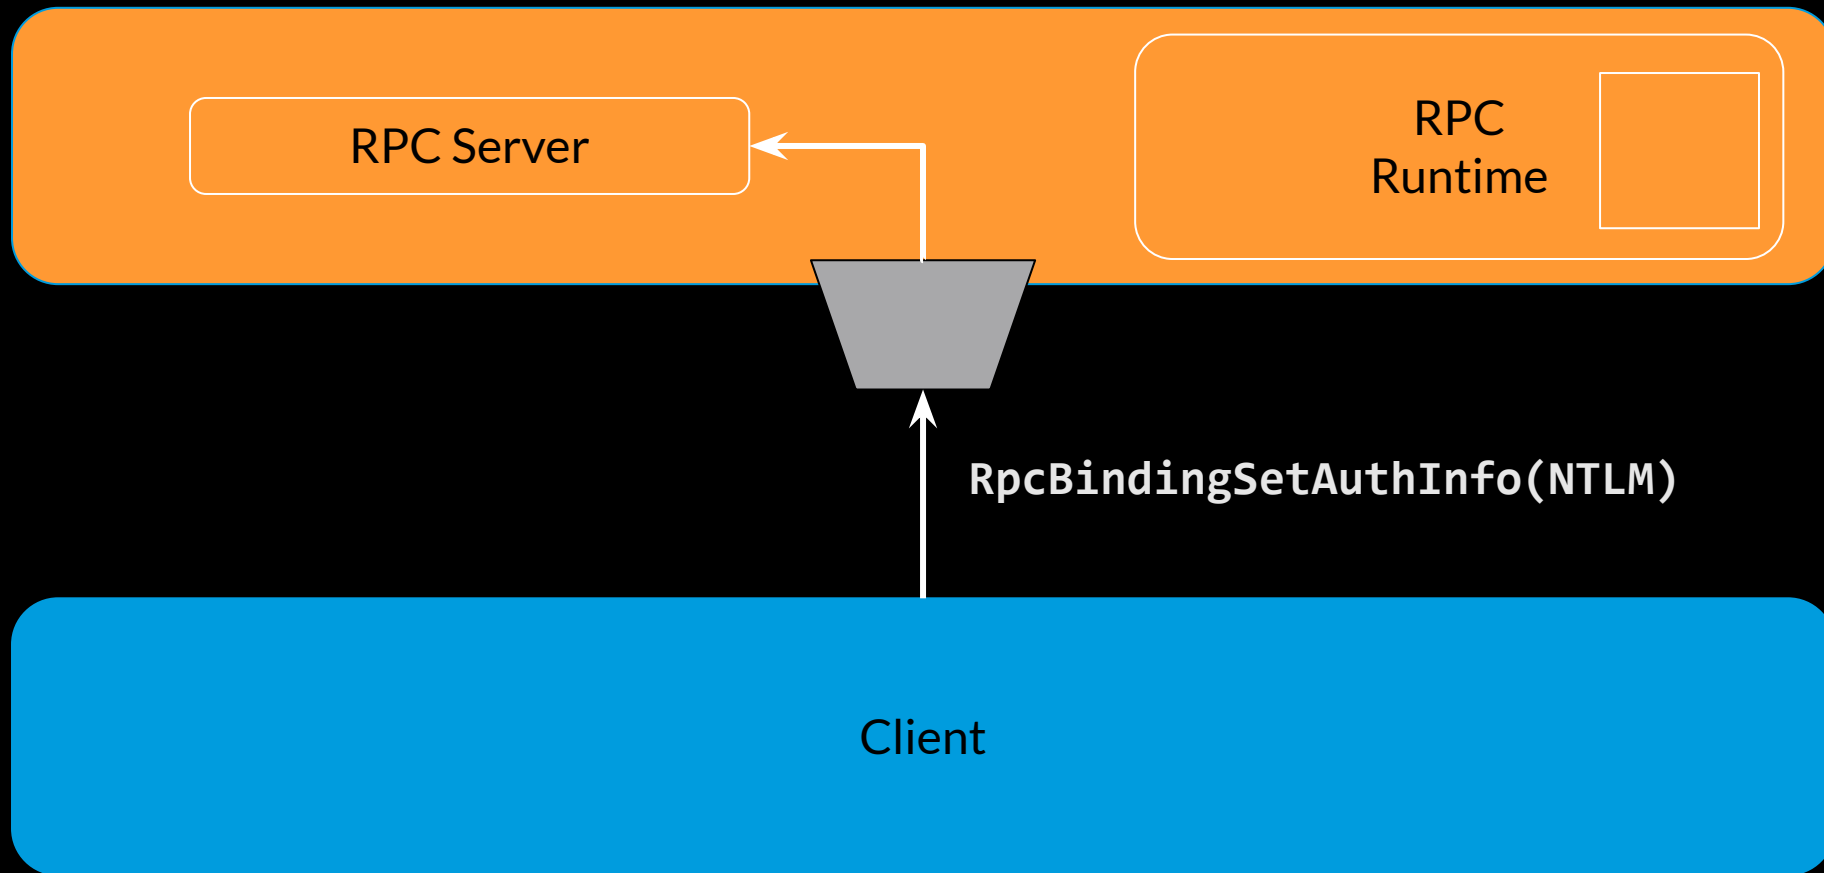 RPC Server
RPC
Runtime
RpcBindingSetAuthInfo(NTLM)
Client